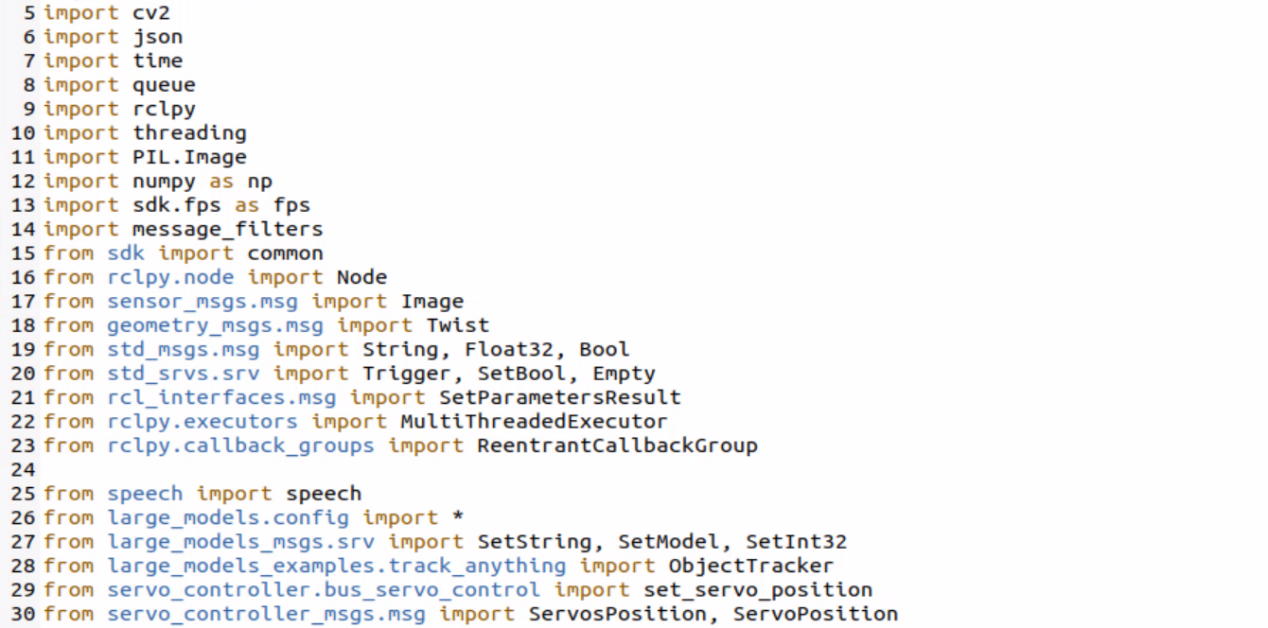 5 import cv2
6 import json
7 import time
8 import queue
9 import rclpy
10 import threading
11 import PIL.Image
12 import numpy as np
13 import sdk.fps as fps
14 import message_filters
15 from sdk import common
16 from rclpy.node import Node
17 from sensor_msgs.msg import Image
18 from geometry_msgs.msg import Twist
19 from std_msgs.msg import String, Float32, Bool
20 from std_srvs.srv import Trigger, SetBool, Empty
21 from rcl_interfaces.msg import SetParametersResult
22 from rclpy.executors import MultiThreadedExecutor
23 from rclpy.callback_groups import ReentrantCallbackGroup
24
25 from speech import speech
26 from large_models.config import *
27 from large_models_msgs.srv import SetString, SetModel, SetInt32
28 from large_models_examples.track_anything import ObjectTracker
29 from servo_controller.bus_servo_control import set_servo_position
30 from servo_controller_msgs.msg import ServosPosition, ServoPosition